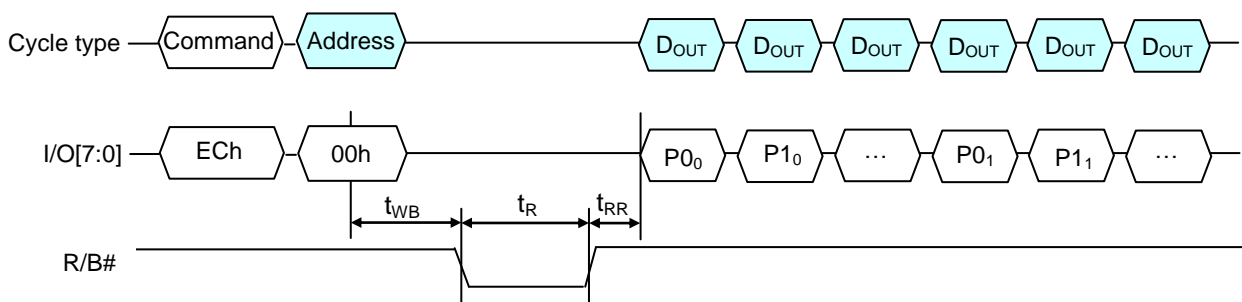 Cycle type Command Address DOUT DOUT DOUT DOUT DOUT DOUT
I/O[7:0] ECh 00h P0₀ P1₀ … P0₁ P1₁ …
tWB tR tRR
R/B#